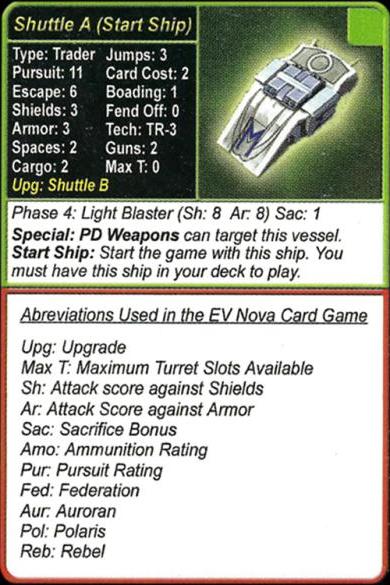 Shuttle A (Start Ship)
Type: Trader Jumps: 3
Pursuit: 11 Card Cost: 2
Escape: 6 Boading: 1
Shields: 3 Fend Off: 0
Armor: 3 Tech: TR-3
Spaces: 2 Guns: 2
Cargo: 2 Max T: 0
Upg: Shuttle B
Phase 4: Light Blaster (Sh: 8 Ar: 8) Sac: 1
Special: PD Weapons can target this vessel.
Start Ship: Start the game with this ship. You
must have this ship in your deck to play.
Abreviations Used in the EV Nova Card Game
Upg: Upgrade
Max T: Maximum Turret Slots Available
Sh: Attack score against Shields
Ar: Attack Score against Armor
Sac: Sacrifice Bonus
Amo: Ammunition Rating
Pur: Pursuit Rating
Fed: Federation
Aur: Auroran
Pol: Polaris
Reb: Rebel